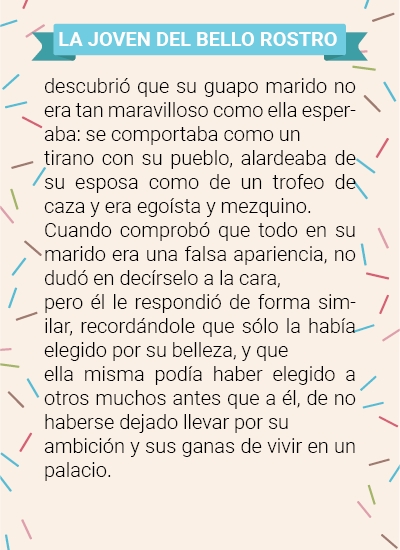 LA JOVEN DEL BELLO ROSTRO
descubrió que su guapo marido no
era tan maravilloso como ella esper-
aba: se comportaba como un
tirano con su pueblo, alardeaba de
su esposa como de un trofeo de
caza y era egoísta y mezquino.
Cuando comprobó que todo en su
marido era una falsa apariencia, no
dudó en decírselo a la cara,
pero él le respondió de forma sim-
ilar, recordándole que sólo la había
elegido por su belleza, y que
ella misma podía haber elegido a
otros muchos antes que a él, de no
haberse dejado llevar por su
ambición y sus ganas de vivir en un
palacio.